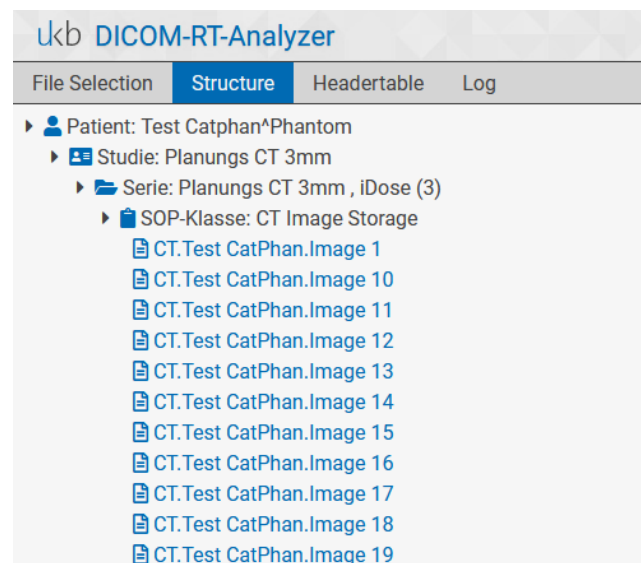 ukb DICOM-RT-Analyzer
File Selection Structure Headertable Log
Patient: Test Catphan^Phantom
Studie: Planungs CT 3mm
Serie: Planungs CT 3mm , iDose (3)
SOP-Klasse: CT Image Storage
CT.Test CatPhan.Image 1
CT.Test CatPhan.Image 10
CT.Test CatPhan.Image 11
CT.Test CatPhan.Image 12
CT.Test CatPhan.Image 13
CT.Test CatPhan.Image 14
CT.Test CatPhan.Image 15
CT.Test CatPhan.Image 16
CT.Test CatPhan.Image 17
CT.Test CatPhan.Image 18
CT.Test CatPhan.Image 19